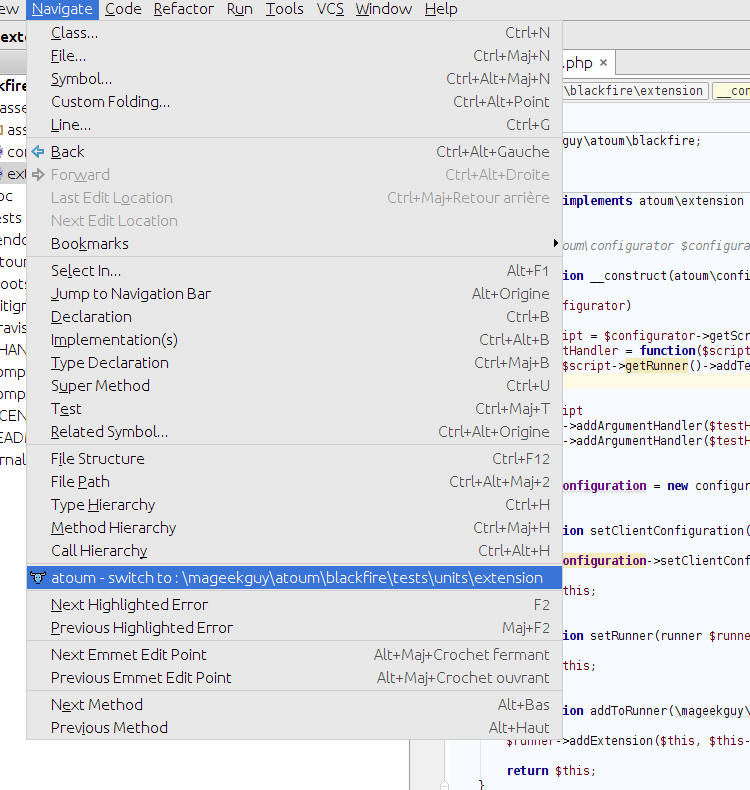 ew Navigate Code Refactor Run Tools VCS Window Help
Class... Ctrl+N
File... Ctrl+Maj+N
Symbol... Ctrl+Alt+Maj+N
Custom Folding... Ctrl+Alt+Point
Line... Ctrl+G
Back Ctrl+Alt+Gauche
Forward Ctrl+Alt+Droite
Last Edit Location Ctrl+Maj+Retour arrière
Next Edit Location
Bookmarks
Select In... Alt+F1
Jump to Navigation Bar Alt+Origine
Declaration Ctrl+B
Implementation(s) Ctrl+Alt+B
Type Declaration Ctrl+Maj+B
Super Method Ctrl+U
Test Ctrl+Maj+T
Related Symbol... Ctrl+Alt+Origine
File Structure Ctrl+F12
File Path Ctrl+Alt+Maj+2
Type Hierarchy Ctrl+H
Method Hierarchy Ctrl+Maj+H
Call Hierarchy Ctrl+Alt+H
atoum - switch to : \mageekguy\atoum\blackfire\tests\units\extension
Next Highlighted Error F2
Previous Highlighted Error Maj+F2
Next Emmet Edit Point Alt+Maj+Crochet fermant
Previous Emmet Edit Point Alt+Maj+Crochet ouvrant
Next Method Alt+Bas
Previous Method Alt+Haut
exte
kfire
asse
ass
con
ext
oc
ests
endo
tour
oots
itign
ravis
HAN
omp
omp
CEN
EADM
ernal
.php
\blackfire\extension __con
guy\atoum\blackfire;
implements atoum\extension
oum\configurator $configura
ion __construct(atoum\confi
figurator)
ipt = $configurator->getScr
tHandler = function($script
$script->getRunner()->addTe
ipt
->addArgumentHandler($testH
->addArgumentHandler($testH
onfiguration = new configur
ion setClientConfiguration(
onfiguration->setClientConf
this;
ion setRunner(runner $runne
this;
ion addToRunner(\mageekguy\
$runner->addExtension($this, $this-
return $this;
}